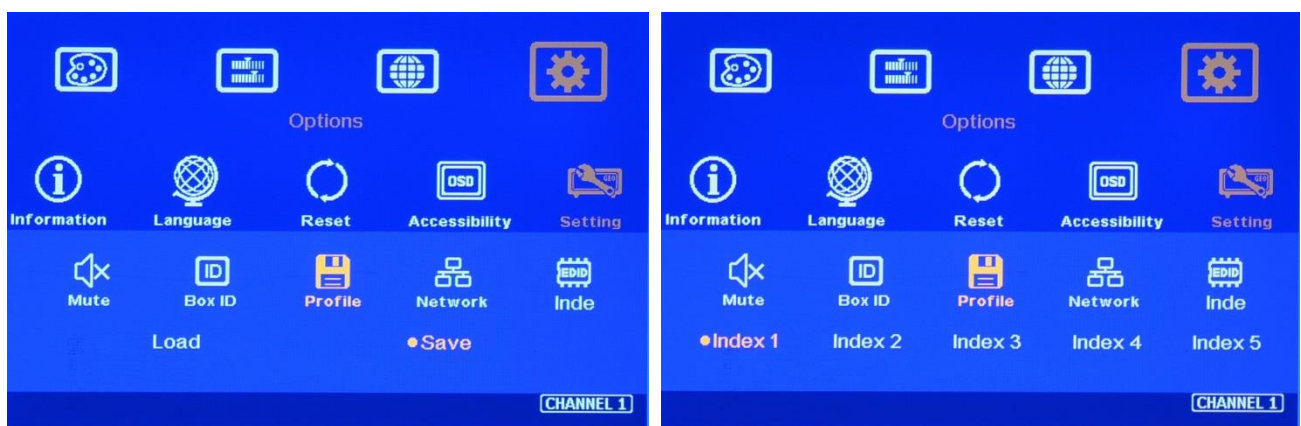 Options
OSD
GEO
Information Language Reset Accessibility Setting
ID
EDID
Mute Box ID Profile Network Inde
Load Save
CHANNEL 1
Options
OSD
GEO
Information Language Reset Accessibility Setting
ID
EDID
Mute Box ID Profile Network Inde
Index 1 Index 2 Index 3 Index 4 Index 5
CHANNEL 1